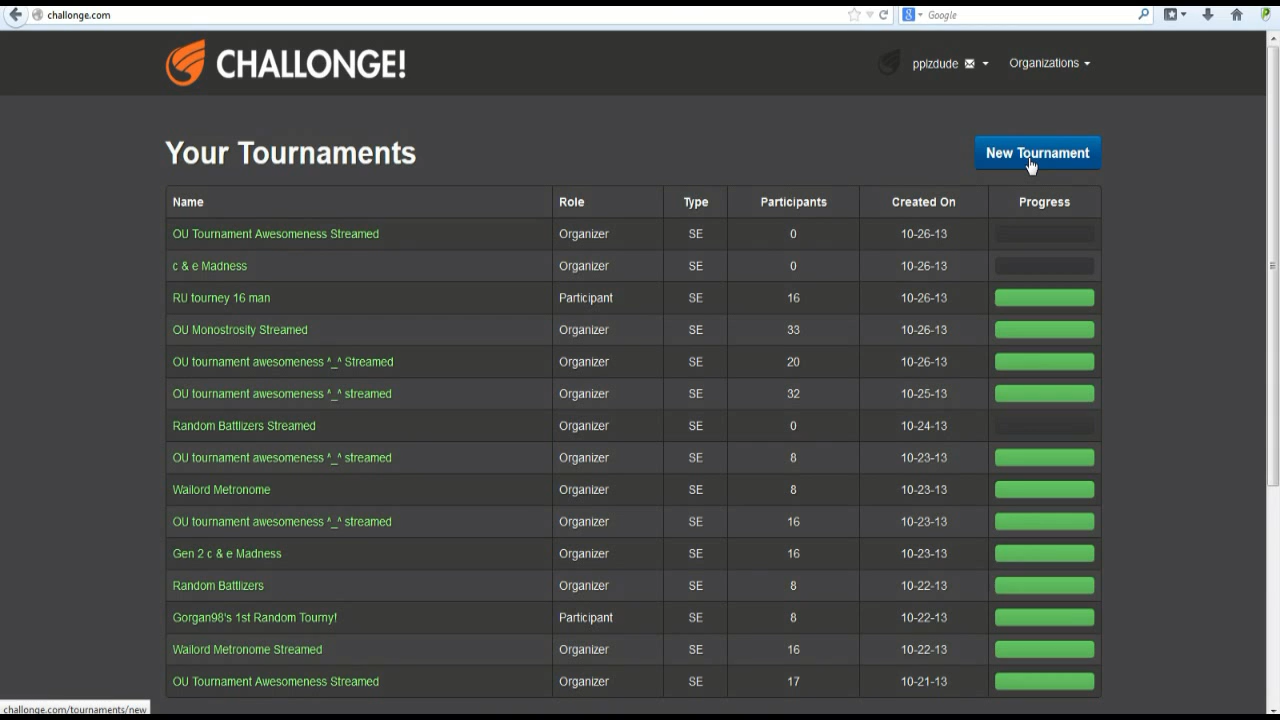 challonge.com
Google
CHALLONGE!
pplzdude
Organizations
Your Tournaments
New Tournament
Name Role Type Participants Created On Progress
OU Tournament Awesomeness Streamed Organizer SE 0 10-26-13
c & e Madness Organizer SE 0 10-26-13
RU tourney 16 man Participant SE 16 10-26-13
OU Monostrosity Streamed Organizer SE 33 10-26-13
OU tournament awesomeness ^_^ Streamed Organizer SE 20 10-26-13
OU tournament awesomeness ^_^ streamed Organizer SE 32 10-25-13
Random Battlizers Streamed Organizer SE 0 10-24-13
OU tournament awesomeness ^_^ streamed Organizer SE 8 10-23-13
Wailord Metronome Organizer SE 8 10-23-13
OU tournament awesomeness ^_^ streamed Organizer SE 16 10-23-13
Gen 2 c & e Madness Organizer SE 16 10-23-13
Random Battlizers Organizer SE 8 10-22-13
Gorgan98's 1st Random Tourny! Participant SE 8 10-22-13
Wailord Metronome Streamed Organizer SE 16 10-22-13
OU Tournament Awesomeness Streamed Organizer SE 17 10-21-13
challonge.com/tournaments/new